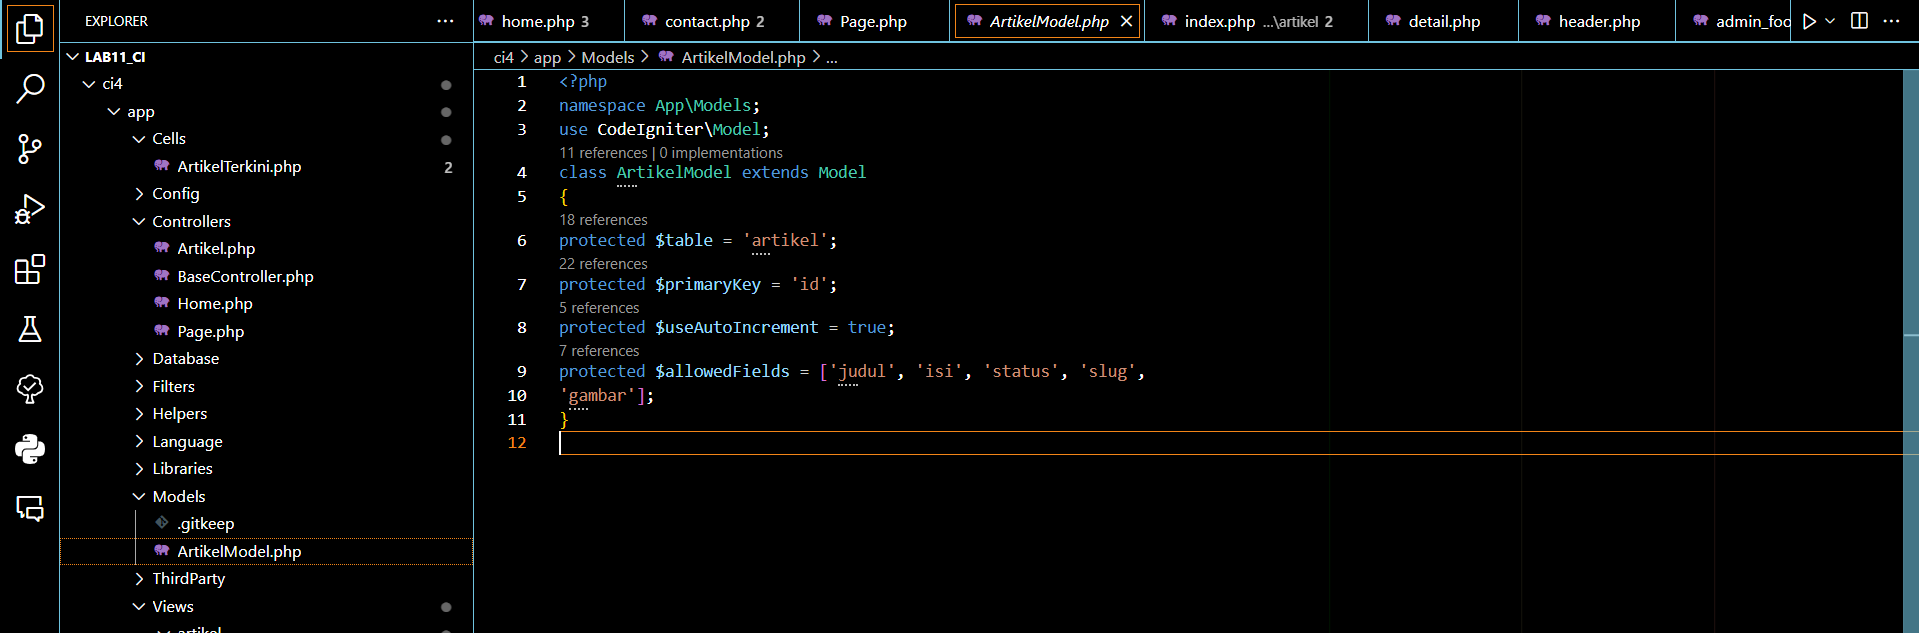 EXPLORER
LAB11_CI
ci4
app
Cells
ArtikelTerkini.php 2
Config
Controllers
Artikel.php
BaseController.php
Home.php
Page.php
Database
Filters
Helpers
Language
Libraries
Models
.gitkeep
ArtikelModel.php
ThirdParty
Views
artikel
home.php 3 contact.php 2 Page.php ArtikelModel.php index.php ...\artikel 2 detail.php header.php admin_foo
ci4 > app > Models > ArtikelModel.php > ...
1 <?php
2 namespace App\Models;
3 use CodeIgniter\Model;
11 references | 0 implementations
4 class ArtikelModel extends Model
5 {
18 references
6 protected $table = 'artikel';
22 references
7 protected $primaryKey = 'id';
5 references
8 protected $useAutoIncrement = true;
7 references
9 protected $allowedFields = ['judul', 'isi', 'status', 'slug',
10 'gambar'];
11 }
12